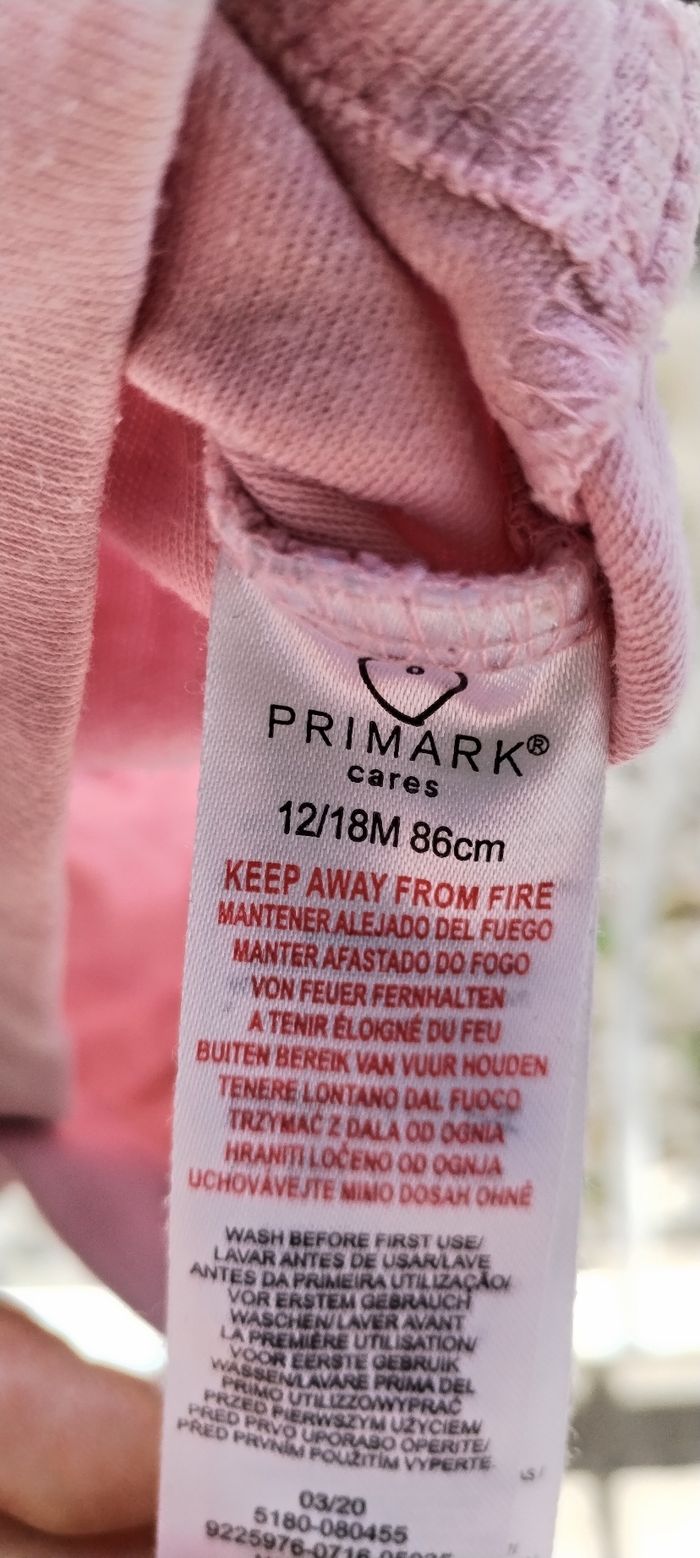 PRIMARK®
cares
12/18M 86cm
KEEP AWAY FROM FIRE
MANTENER ALEJADO DEL FUEGO
MANTER AFASTADO DO FOGO
VON FEUER FERNHALTEN
A TENIR ÉLOIGNÉ DU FEU
BUITEN BEREIK VAN VUUR HOUDEN
TENERE LONTANO DAL FUOCO
TRZYMAĆ Z DALA OD OGNIA
HRANITI LOČENO OD OGNJA
UCHOVÁVEJTE MIMO DOSAH OHNĚ
WASH BEFORE FIRST USE/
LAVAR ANTES DE USAR/LAVE
ANTES DA PRIMEIRA UTILIZAÇÃO/
VOR ERSTEM GEBRAUCH
WASCHEN/LAVER AVANT
LA PREMIÈRE UTILISATION/
VOOR EERSTE GEBRUIK
WASSEN/LAVARE PRIMA DEL
PRIMO UTILIZZO/WYPRAĆ
PRZED PIERWSZYM UŻYCIEM/
PRED PRVO UPORABO OPERITE/
PŘED PRVNÍM POUŽITÍM VYPERTE
03/20
5180-080455
9225976-0716